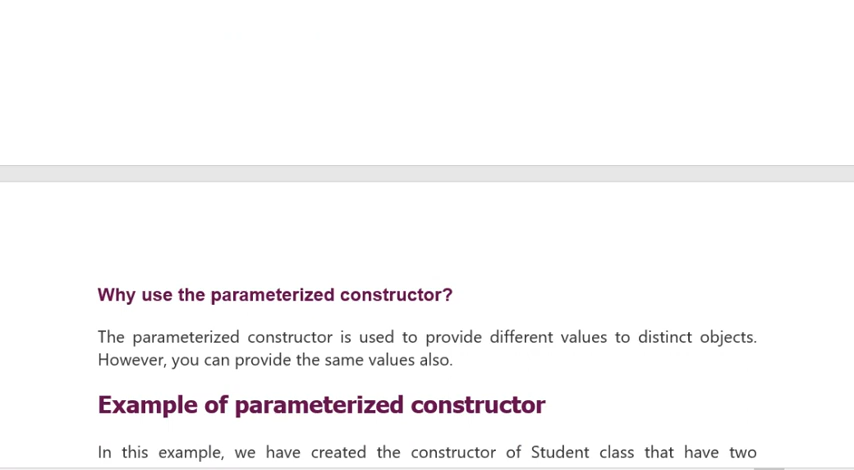 Why use the parameterized constructor?
The parameterized constructor is used to provide different values to distinct objects.
However, you can provide the same values also.
Example of parameterized constructor
In this example, we have created the constructor of Student class that have two